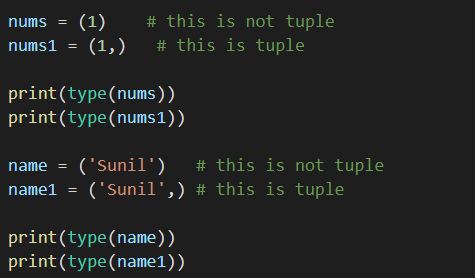 nums = (1)    # this is not tuple
nums1 = (1,)   # this is tuple
print(type(nums))
print(type(nums1))
name = ('Sunil')   # this is not tuple
name1 = ('Sunil',) # this is tuple
print(type(name))
print(type(name1))